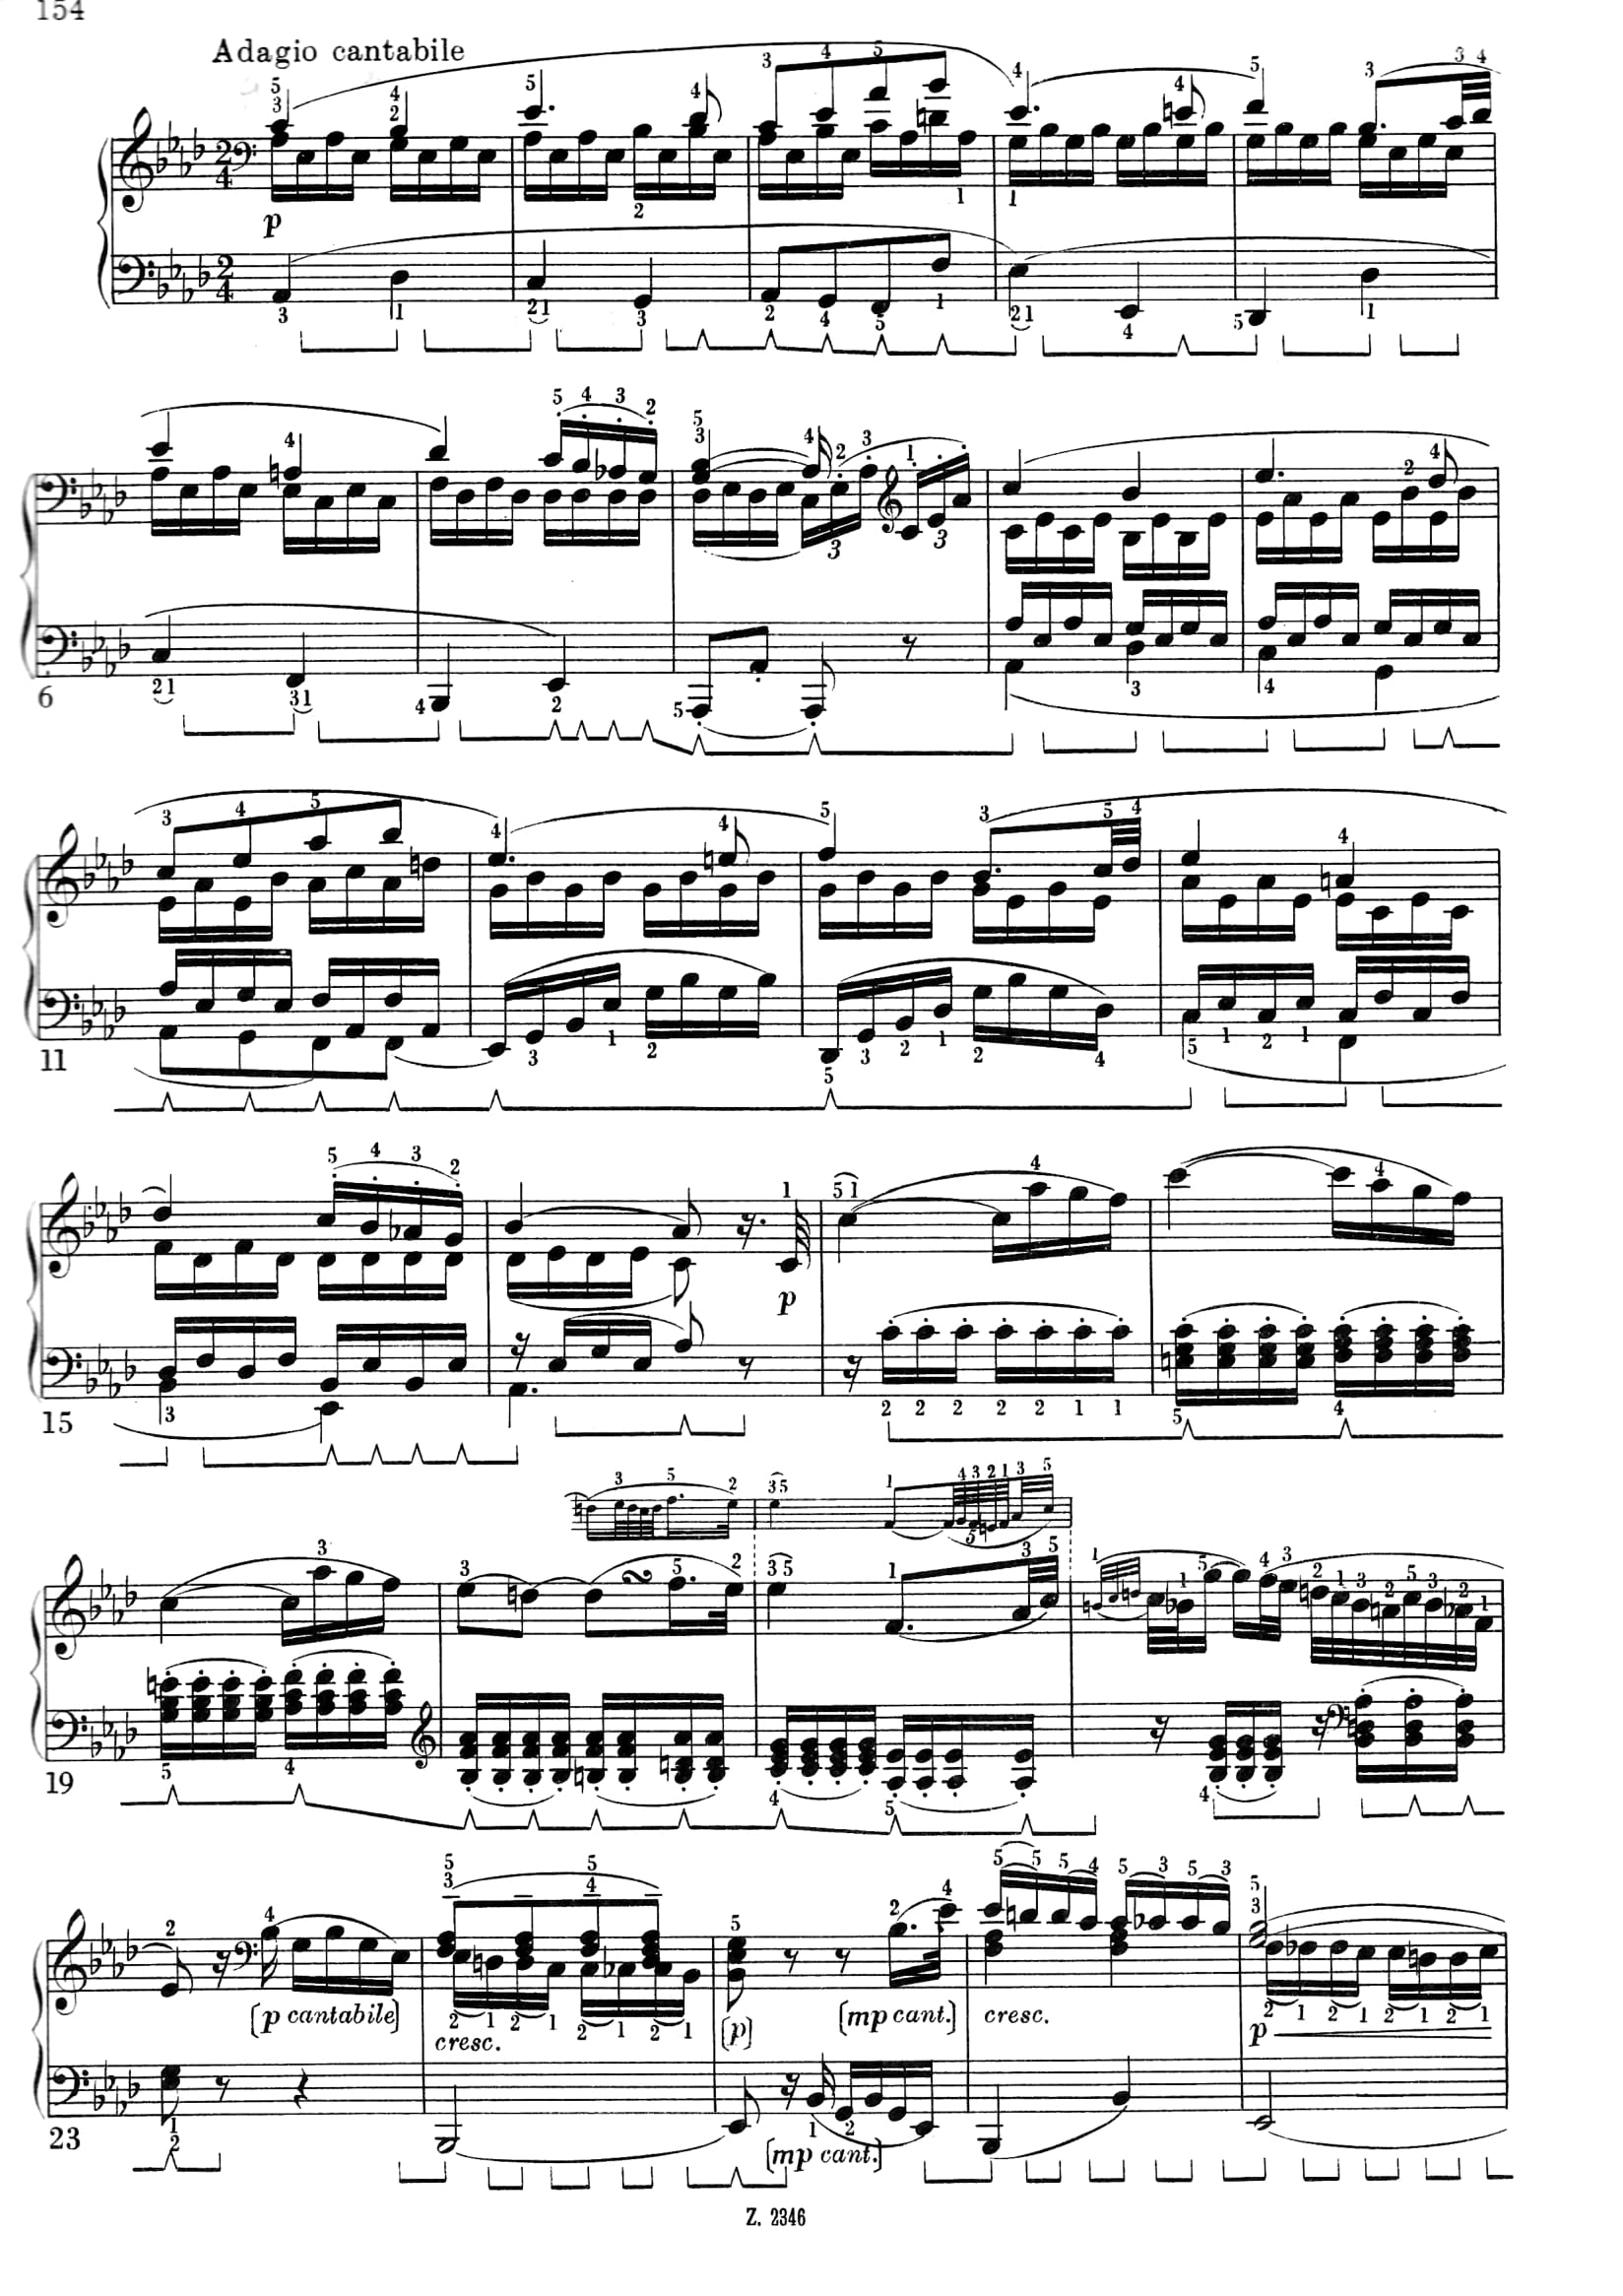 154
Adagio cantabile
p
6
11
15
p
19
23
[p cantabile]
cresc.
[p]
[mp cant.]
cresc.
p
[mp cant.]
Z. 2346